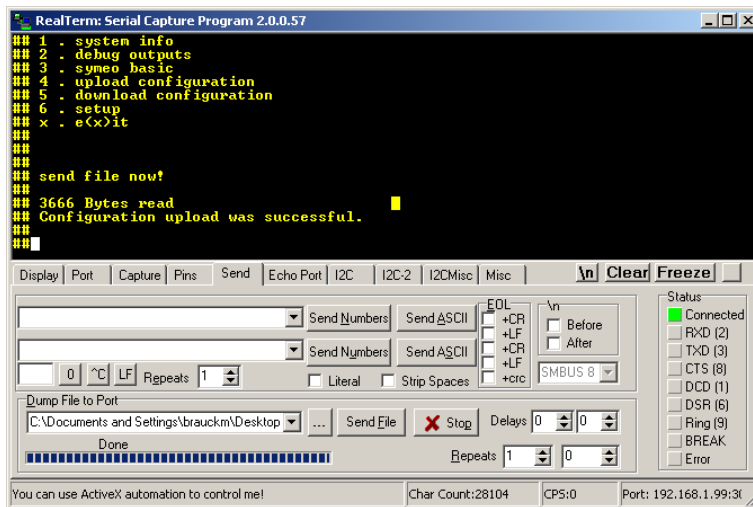 RealTerm: Serial Capture Program 2.0.0.57
## 1 . system info
## 2 . debug outputs
## 3 . symeo basic
## 4 . upload configuration
## 5 . download configuration
## 6 . setup
## x . e(x)it
##
##
##
## send file now!
##
## 3666 Bytes read
## Configuration upload was successful.
##
##
Display Port Capture Pins Send Echo Port I2C I2C-2 I2CMisc Misc \n Clear Freeze
Send Numbers Send ASCII
Send Numbers Send ASCII
0 ^C LF Repeats 1 Literal Strip Spaces
EOL
+CR
+LF
+CR
+LF
+crc
\n
Before
After
SMBUS 8
Dump File to Port
C:\Documents and Settings\brauckm\Desktop ... Send File Stop Delays 0 0
Done
Repeats 1 0
Status
Connected
RXD (2)
TXD (3)
CTS (8)
DCD (1)
DSR (6)
Ring (9)
BREAK
Error
You can use ActiveX automation to control me! Char Count:28104 CPS:0 Port: 192.168.1.99:3(